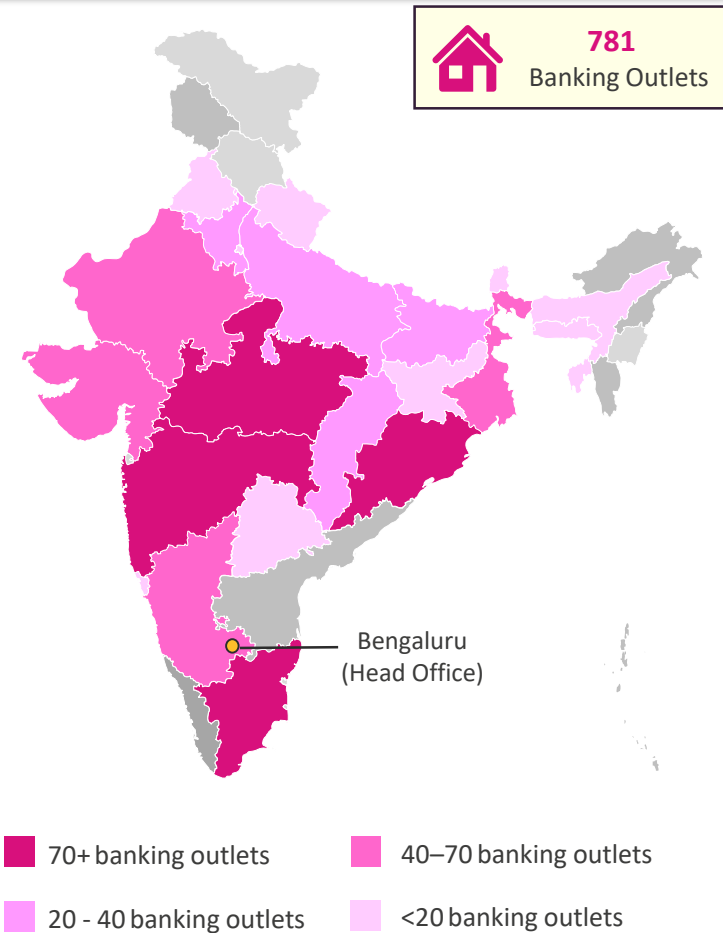 781
Banking Outlets
Bengaluru
(Head Office)
70+ banking outlets
40–70 banking outlets
20 - 40 banking outlets
<20 banking outlets